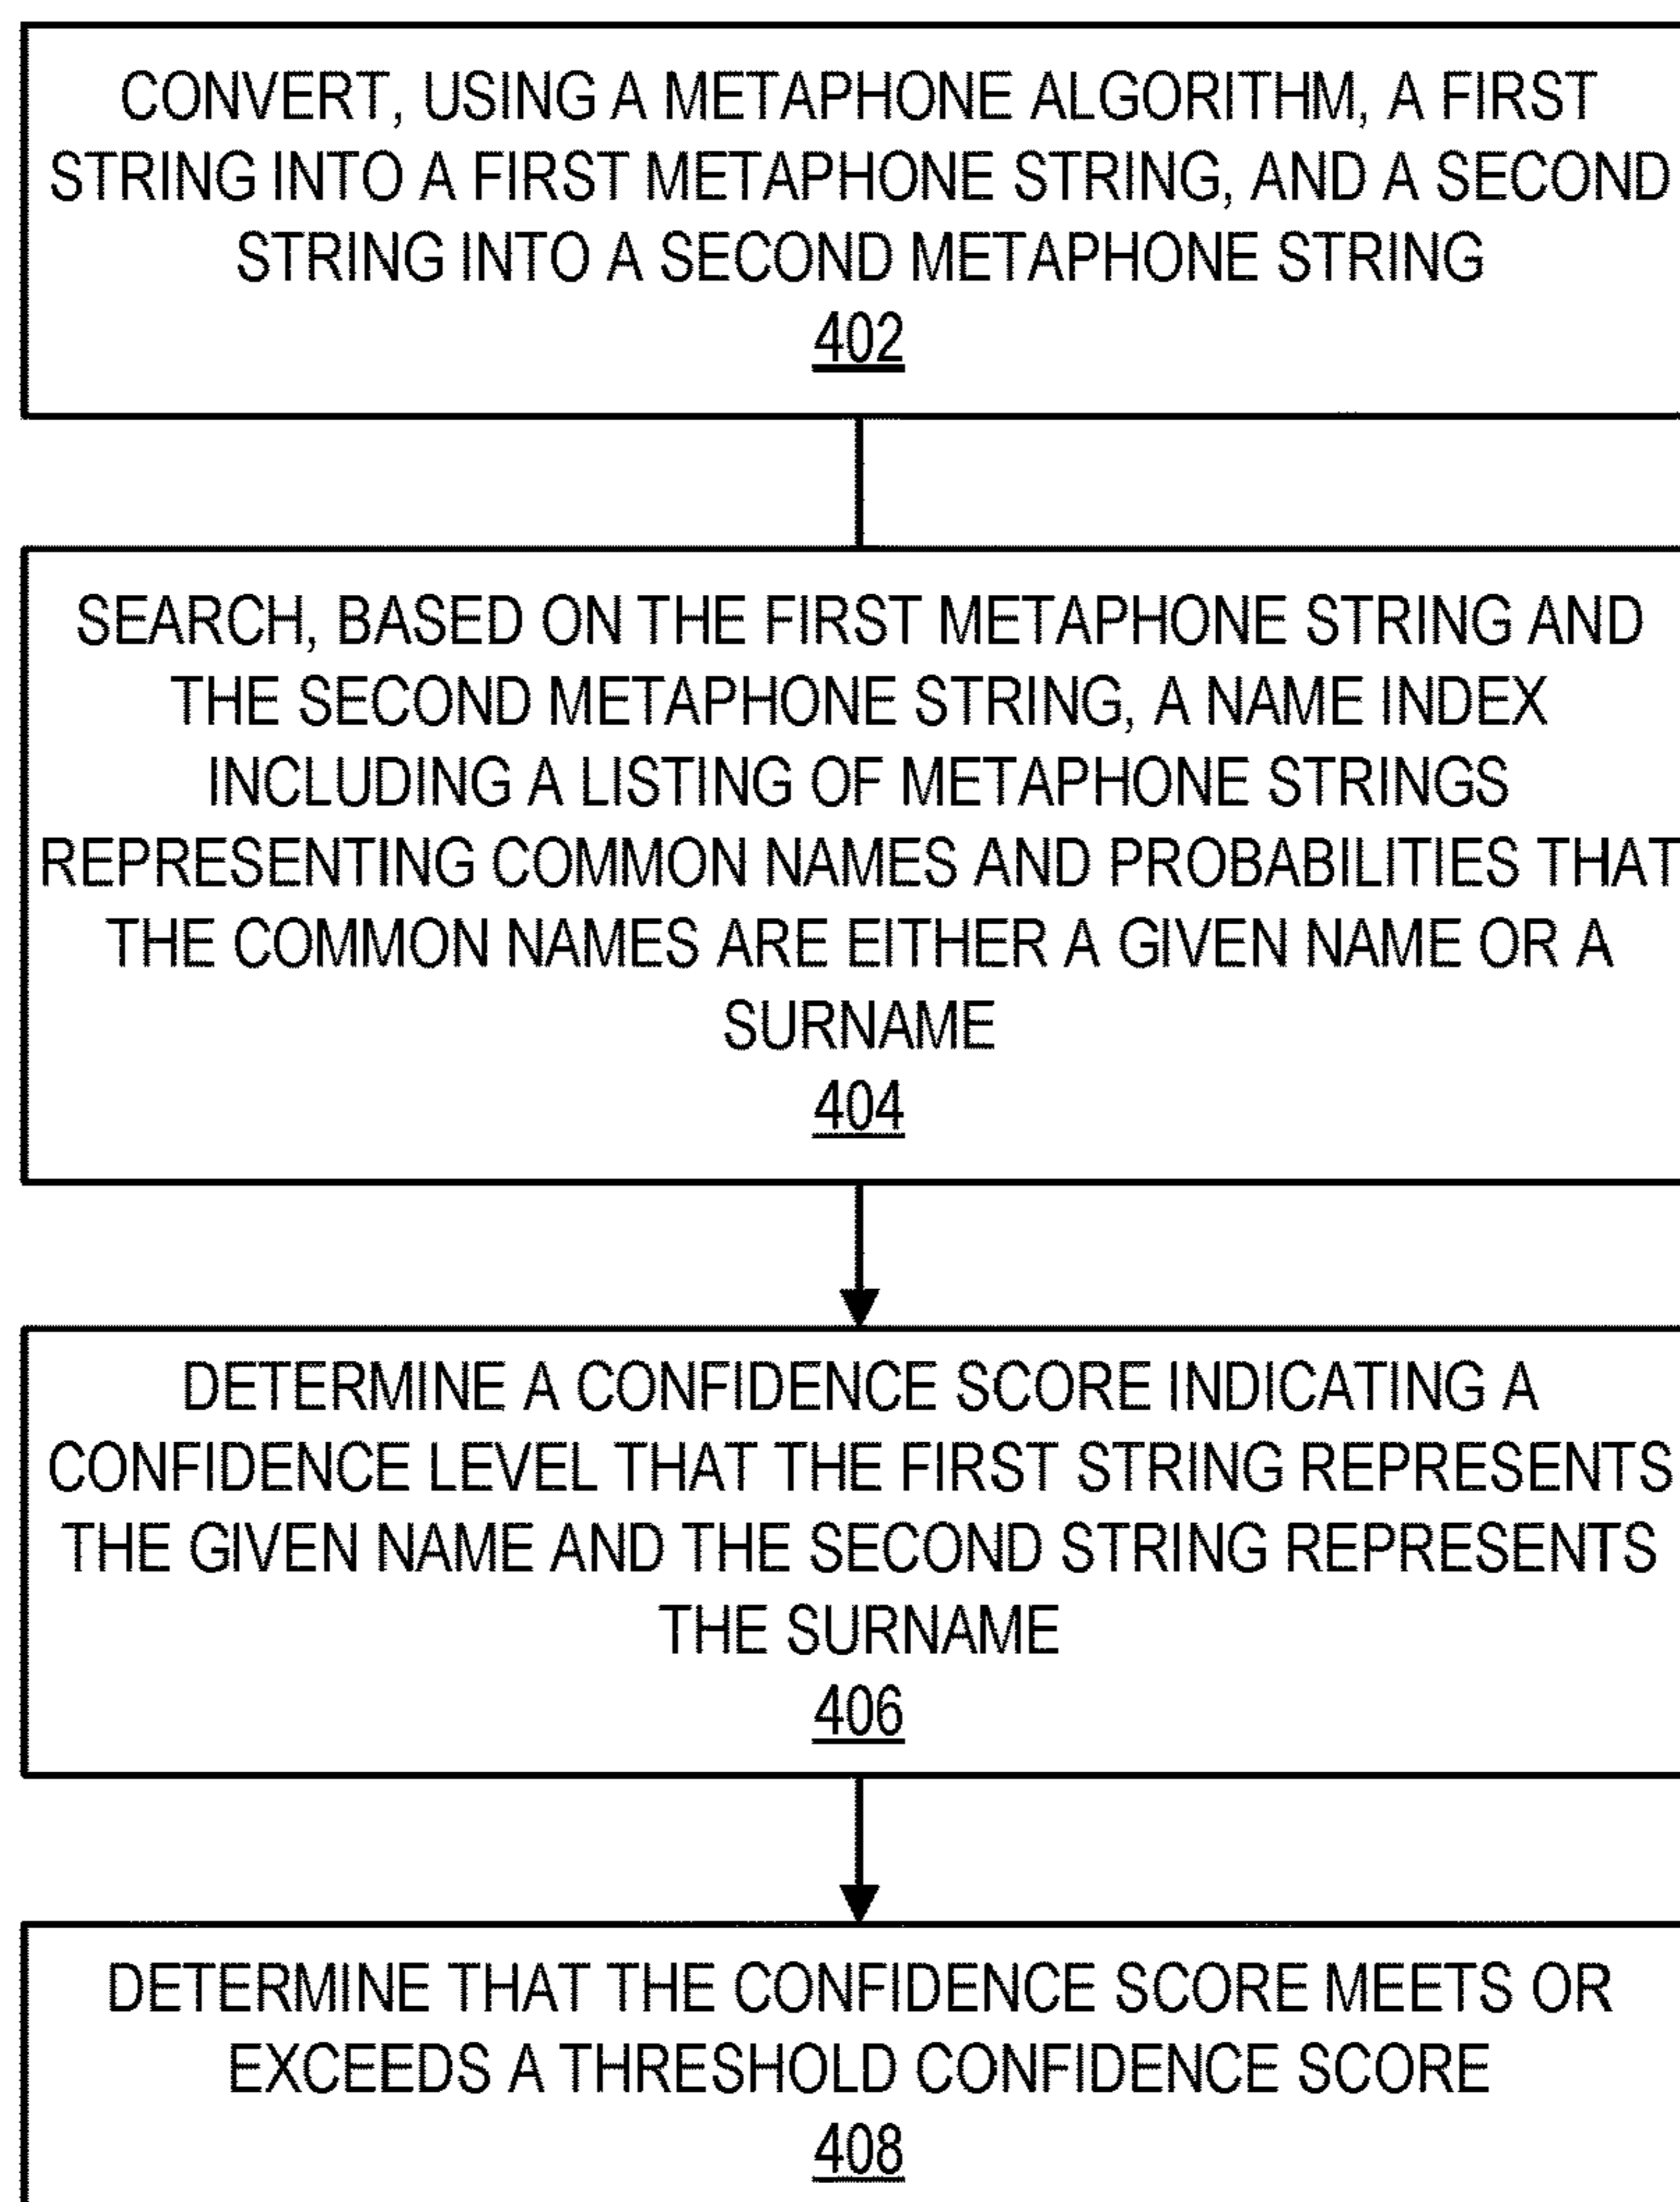 CONVERT, USING A METAPHONE ALGORITHM, A FIRST
STRING INTO A FIRST METAPHONE STRING, AND A SECOND
STRING INTO A SECOND METAPHONE STRING
402
SEARCH, BASED ON THE FIRST METAPHONE STRING AND
THE SECOND METAPHONE STRING, A NAME INDEX
INCLUDING A LISTING OF METAPHONE STRINGS
REPRESENTING COMMON NAMES AND PROBABILITIES THAT
THE COMMON NAMES ARE EITHER A GIVEN NAME OR A
SURNAME
404
DETERMINE A CONFIDENCE SCORE INDICATING A
CONFIDENCE LEVEL THAT THE FIRST STRING REPRESENTS
THE GIVEN NAME AND THE SECOND STRING REPRESENTS
THE SURNAME
406
DETERMINE THAT THE CONFIDENCE SCORE MEETS OR
EXCEEDS A THRESHOLD CONFIDENCE SCORE
408